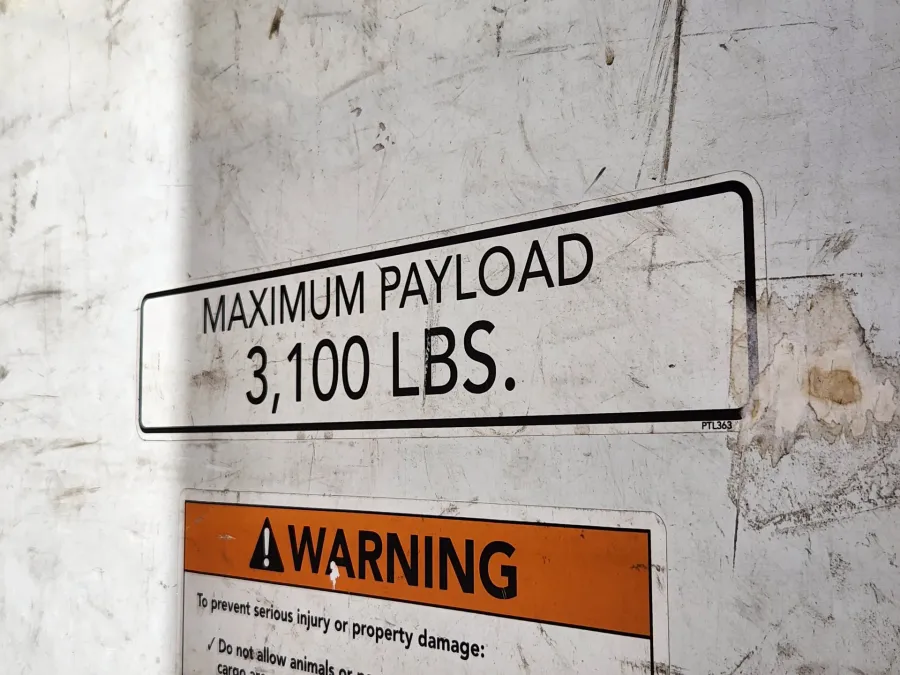 MAXIMUM PAYLOAD
3,100 LBS.
PTL363
WARNING
To prevent serious injury or property damage:
✓ Do not allow animals or
cargo